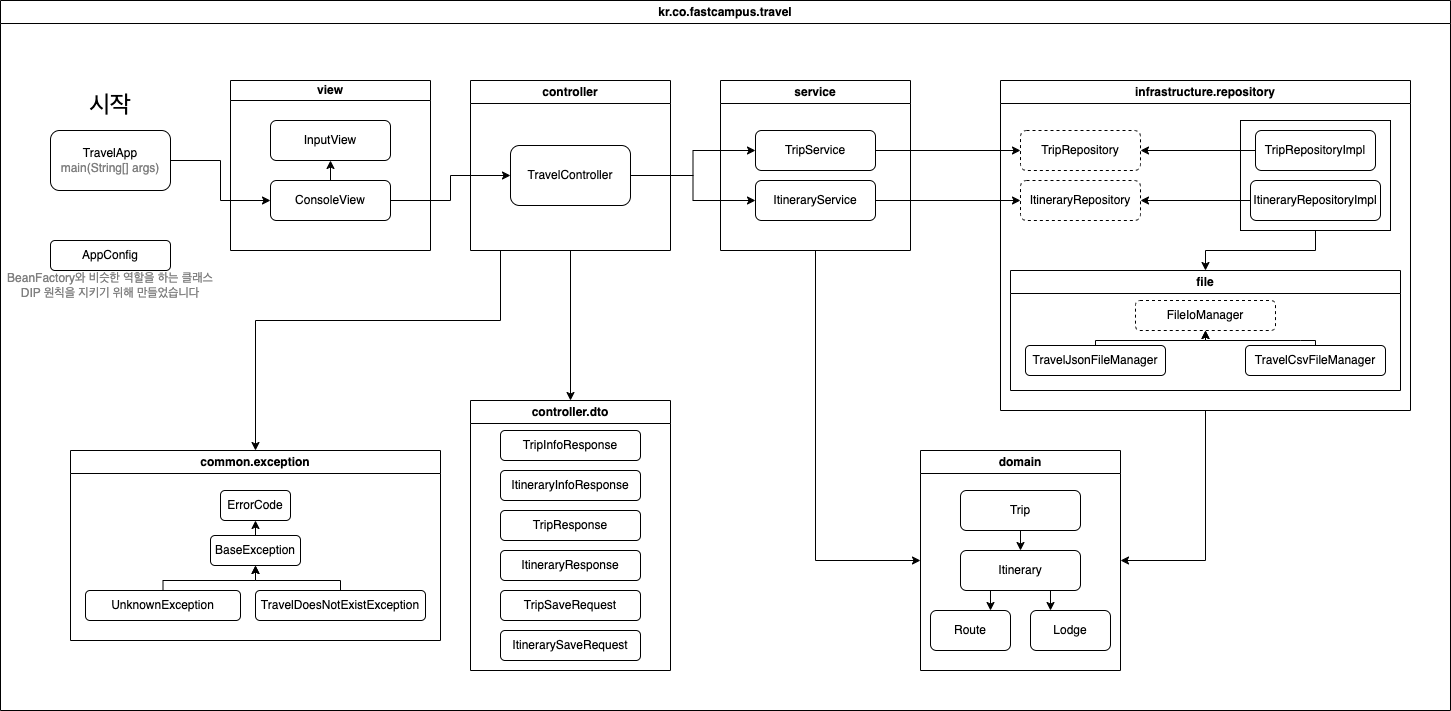 kr.co.fastcampus.travel
시작
TravelApp
main(String[] args)
AppConfig
BeanFactory와 비슷한 역할을 하는 클래스
DIP 원칙을 지키기 위해 만들었습니다
view
InputView
ConsoleView
controller
TravelController
service
TripService
ItineraryService
infrastructure.repository
TripRepository
ItineraryRepository
TripRepositoryImpl
ItineraryRepositoryImpl
file
FileIoManager
TravelJsonFileManager
TravelCsvFileManager
common.exception
ErrorCode
BaseException
UnknownException
TravelDoesNotExistException
controller.dto
TripInfoResponse
ItineraryInfoResponse
TripResponse
ItineraryResponse
TripSaveRequest
ItinerarySaveRequest
domain
Trip
Itinerary
Route
Lodge